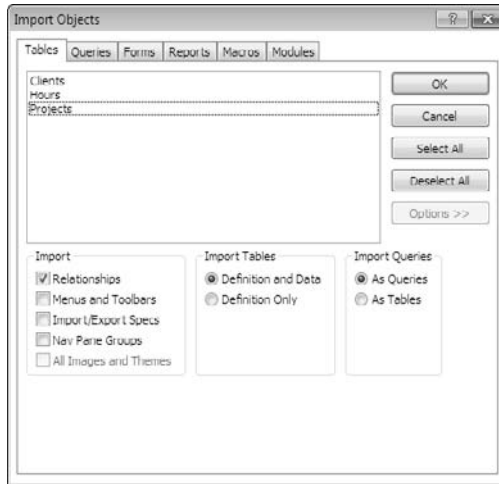 Import Objects
Tables Queries Forms Reports Macros Modules
Clients
Hours
Projects
OK
Cancel
Select All
Deselect All
Options >>
Import
Relationships
Menus and Toolbars
Import/Export Specs
Nav Pane Groups
All Images and Themes
Import Tables
Definition and Data
Definition Only
Import Queries
As Queries
As Tables